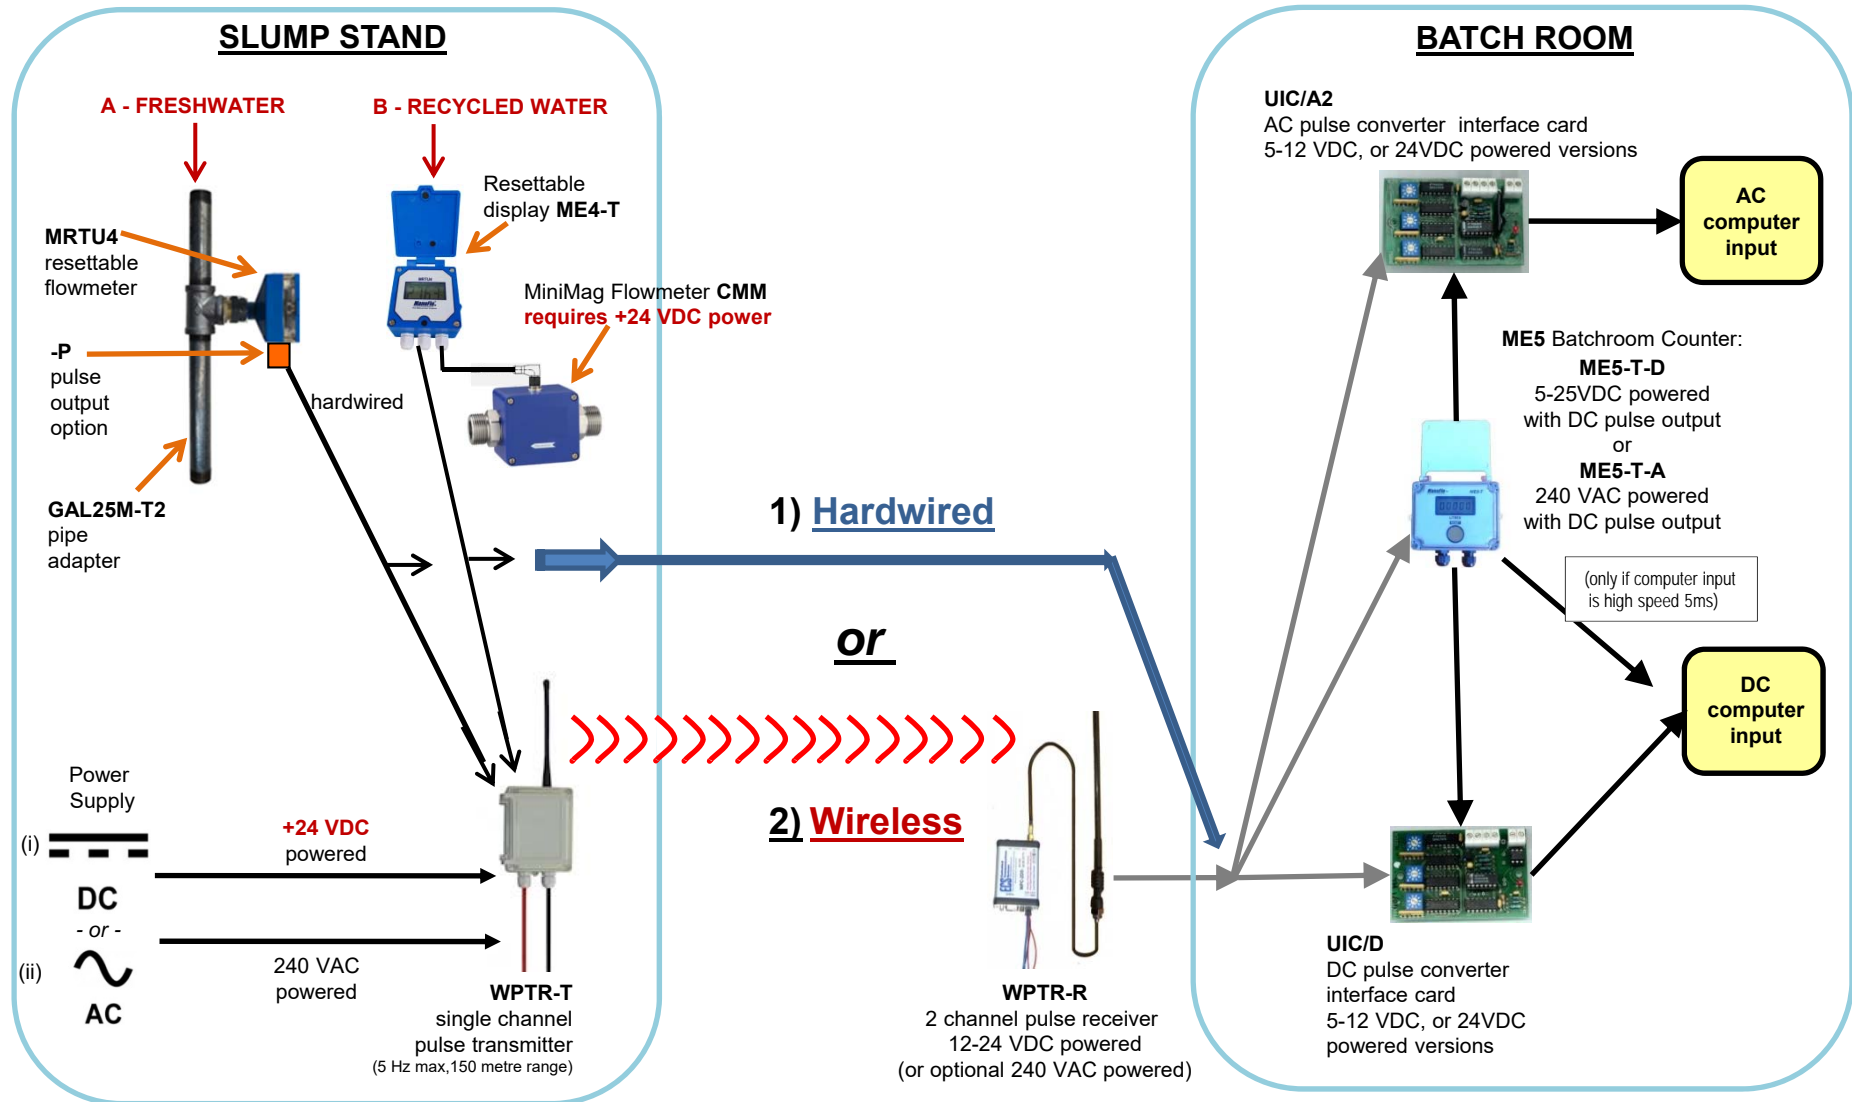 SLUMP STAND
A - FRESHWATER
B - RECYCLED WATER
Resettable
display ME4-T
MRTU4
resettable
flowmeter
MiniMag Flowmeter CMM
requires +24 VDC power
-P
pulse
output
option
hardwired
GAL25M-T2
pipe
adapter
Power
Supply
(i)
+24 VDC
powered
DC
- or -
(ii)
240 VAC
powered
AC
WPTR-T
single channel
pulse transmitter
(5 Hz max,150 metre range)
1) Hardwired
or
2) Wireless
ECS
WPTR-R
2 channel pulse receiver
12-24 VDC powered
(or optional 240 VAC powered)
BATCH ROOM
UIC/A2
AC pulse converter  interface card
5-12 VDC, or 24VDC powered versions
AC
computer
input
ME5 Batchroom Counter:
ME5-T-D
5-25VDC powered
with DC pulse output
or
ME5-T-A
240 VAC powered
with DC pulse output
(only if computer input
is high speed 5ms)
DC
computer
input
UIC/D
DC pulse converter
interface card
5-12 VDC, or 24VDC
powered versions